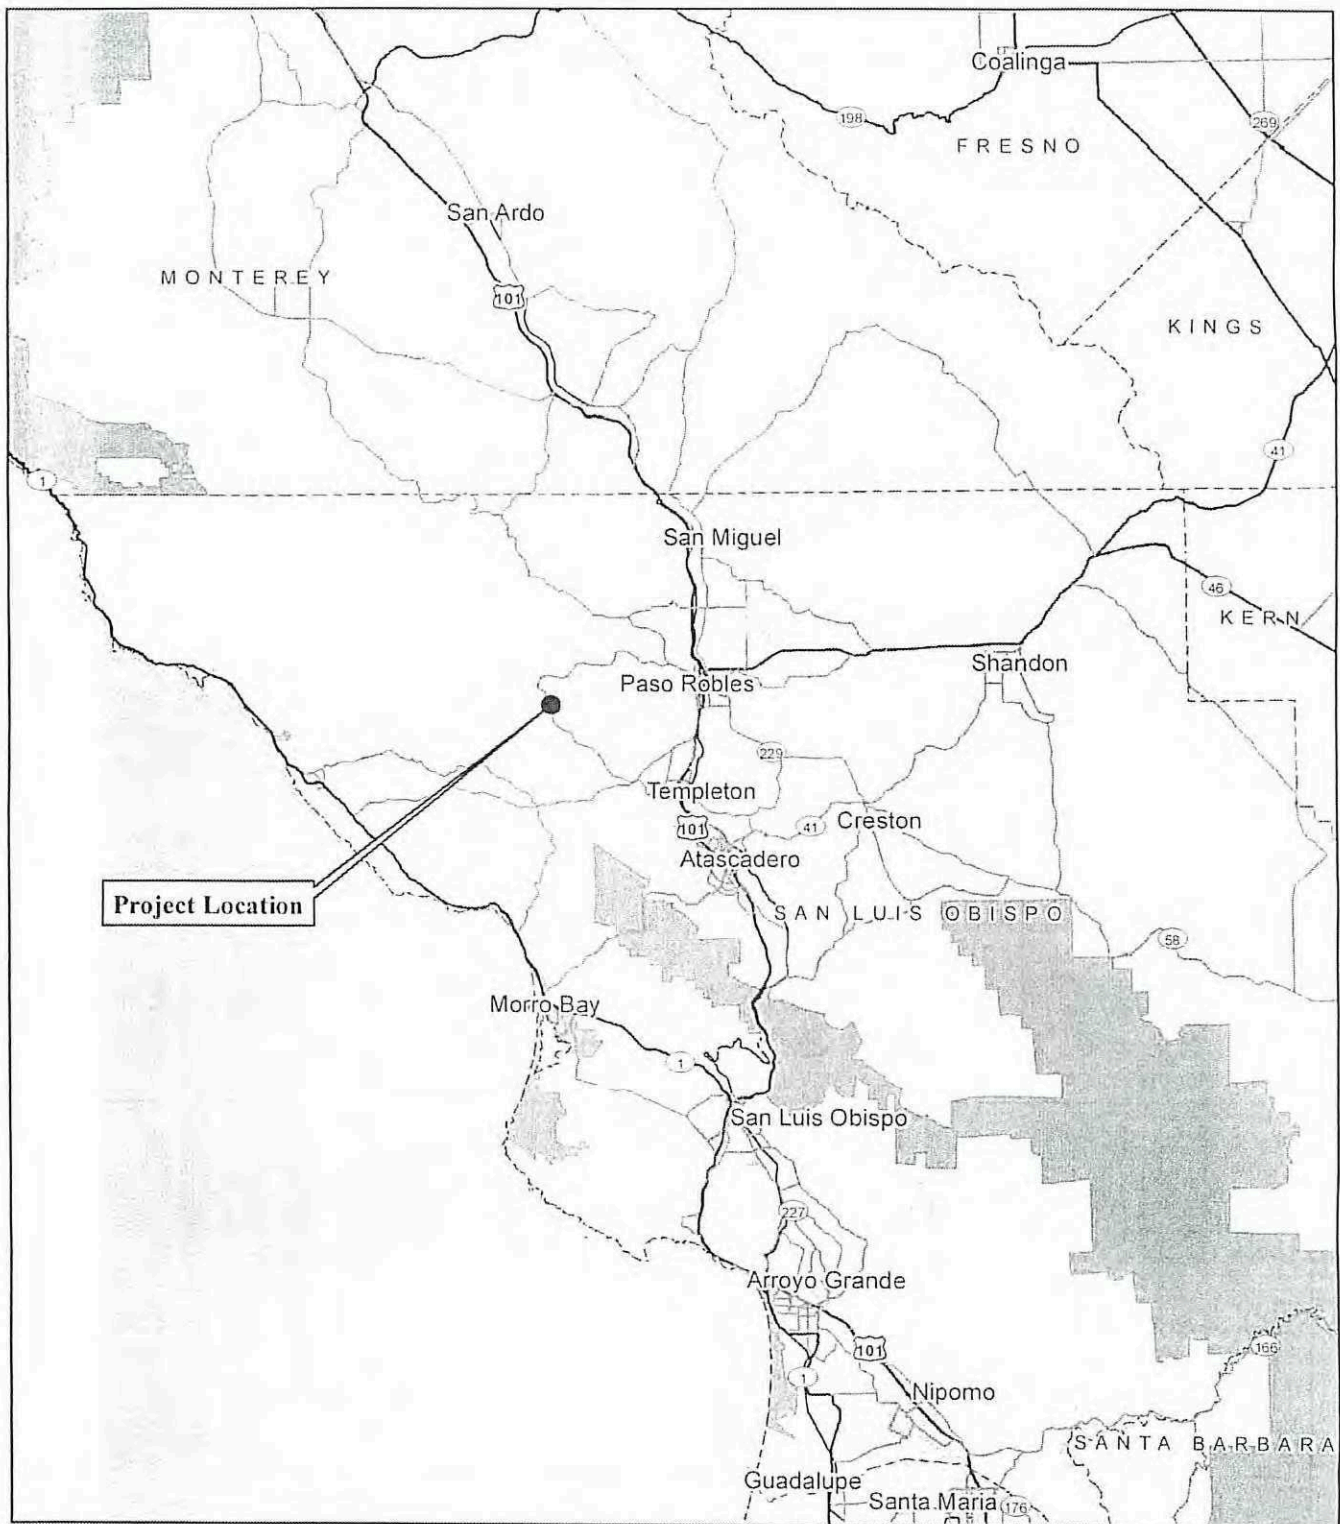 Coalinga
198
269
FRESNO
San Ardo
MONTEREY
101
KINGS
41
1
San Miguel
46
KERN
Shandon
Paso Robles
229
Templeton
101
41
Creston
Atascadero
Project Location
SAN LUIS OBISPO
58
Morro Bay
1
San Luis Obispo
227
Arroyo Grande
101
166
1
Nipomo
SANTA BARBARA
Guadalupe
Santa Maria
176